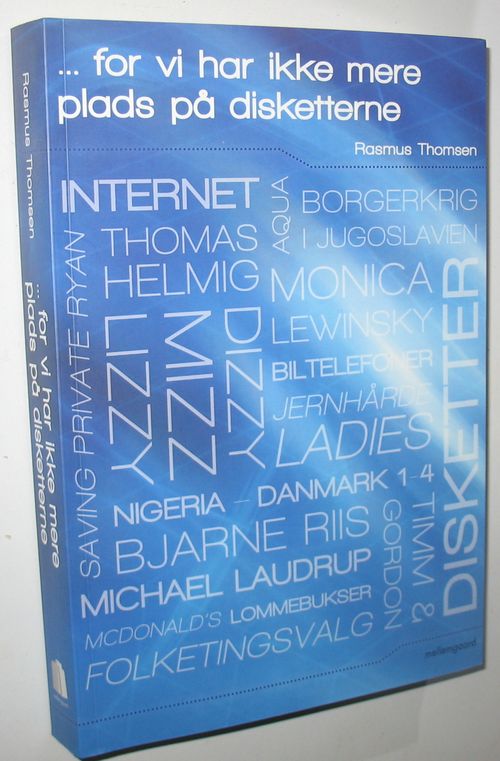 ... for vi har ikke mere
plads på disketterne
Rasmus Thomsen
INTERNET
AQUA
BORGERKRIG
I JUGOSLAVIEN
THOMAS
HELMIG
SAVING PRIVATE RYAN
LIZZY
MIZZ
DIZZY
MONICA
LEWINSKY
BILTELEFONER
JERNHÅRDE
LADIES
DISKETTER
NIGERIA – DANMARK 1-4
BJARNE RIIS
MICHAEL LAUDRUP
TIMM &
GORDON
MCDONALD'S LOMMEBUKSER
FOLKETINGSVALG
mellemgaard
Rasmus Thomsen
... for vi har ikke mere
plads på disketterne